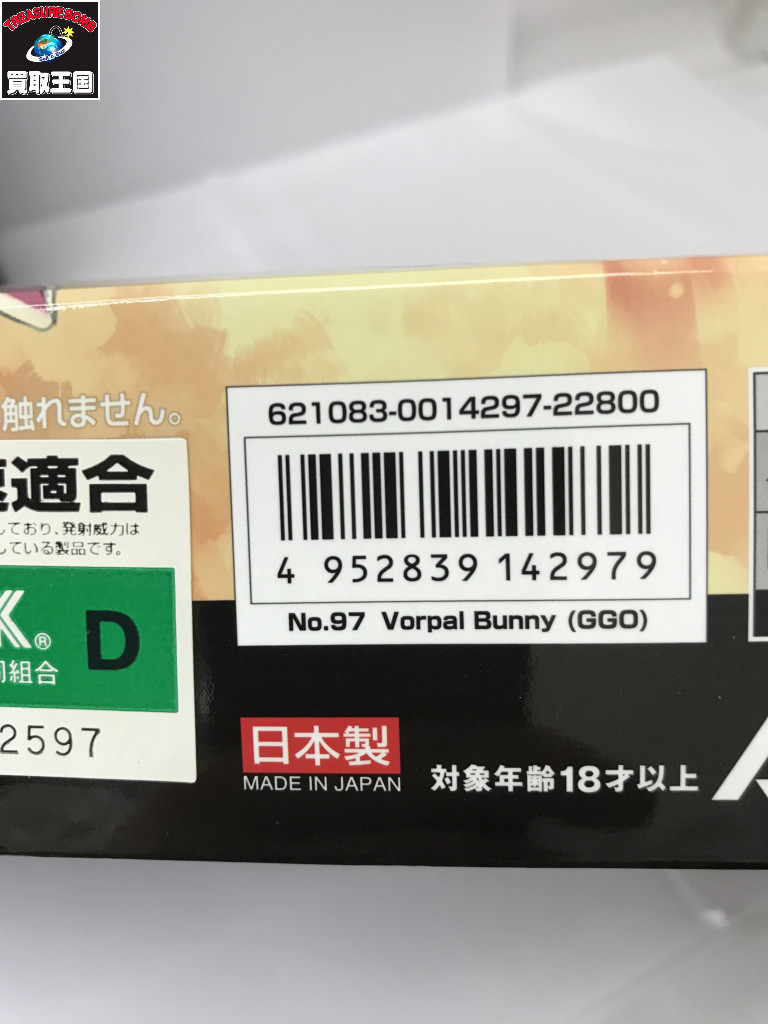 TREASURE BOMB
買取王国
触れません。
621083-0014297-22800
4 952839 142979
No.97 Vorpal Bunny (GGO)
適合
ており、発射威力は
している製品です。
K® D
組合
2597
日本製
MADE IN JAPAN
対象年齢18才以上